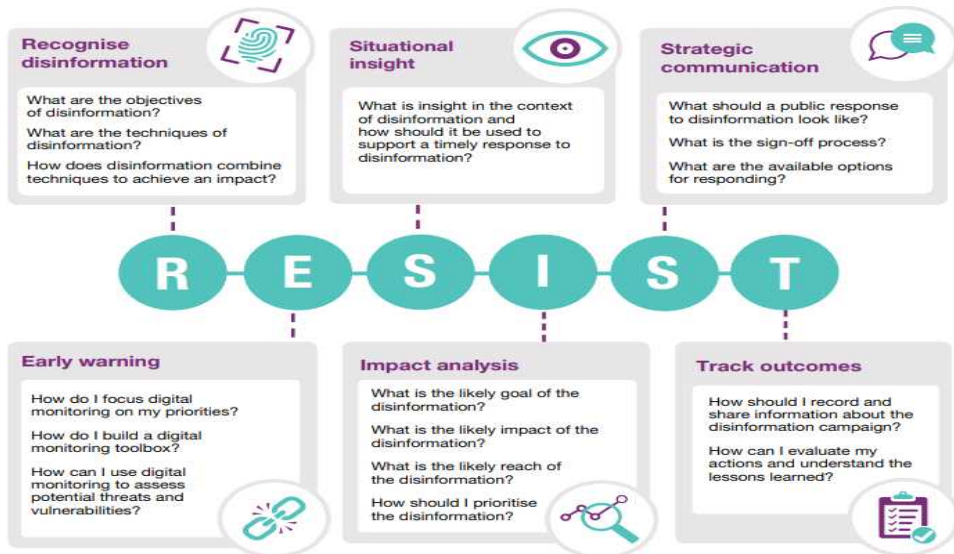 Recognise
disinformation
What are the objectives
of disinformation?
What are the techniques of
disinformation?
How does disinformation combine
techniques to achieve an impact?
Situational
insight
What is insight in the context
of disinformation and
how should it be used to
support a timely response to
disinformation?
Strategic
communication
What should a public response
to disinformation look like?
What is the sign-off process?
What are the available options
for responding?
R E S I S T
Early warning
How do I focus digital
monitoring on my priorities?
How do I build a digital
monitoring toolbox?
How can I use digital
monitoring to assess
potential threats and
vulnerabilities?
Impact analysis
What is the likely goal of the
disinformation?
What is the likely impact of the
disinformation?
What is the likely reach of
the disinformation?
How should I prioritise
the disinformation?
Track outcomes
How should I record and
share information about the
disinformation campaign?
How can I evaluate my
actions and understand the
lessons learned?